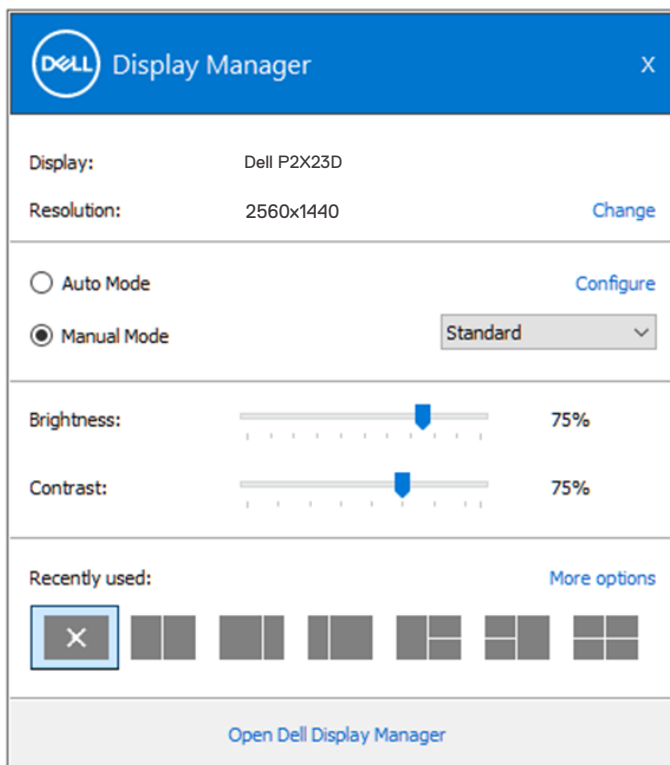 DELL Display Manager X
Display: Dell P2X23D
Resolution: 2560x1440 Change
Auto Mode Configure
Manual Mode Standard
Brightness: 75%
Contrast: 75%
Recently used: More options
Open Dell Display Manager